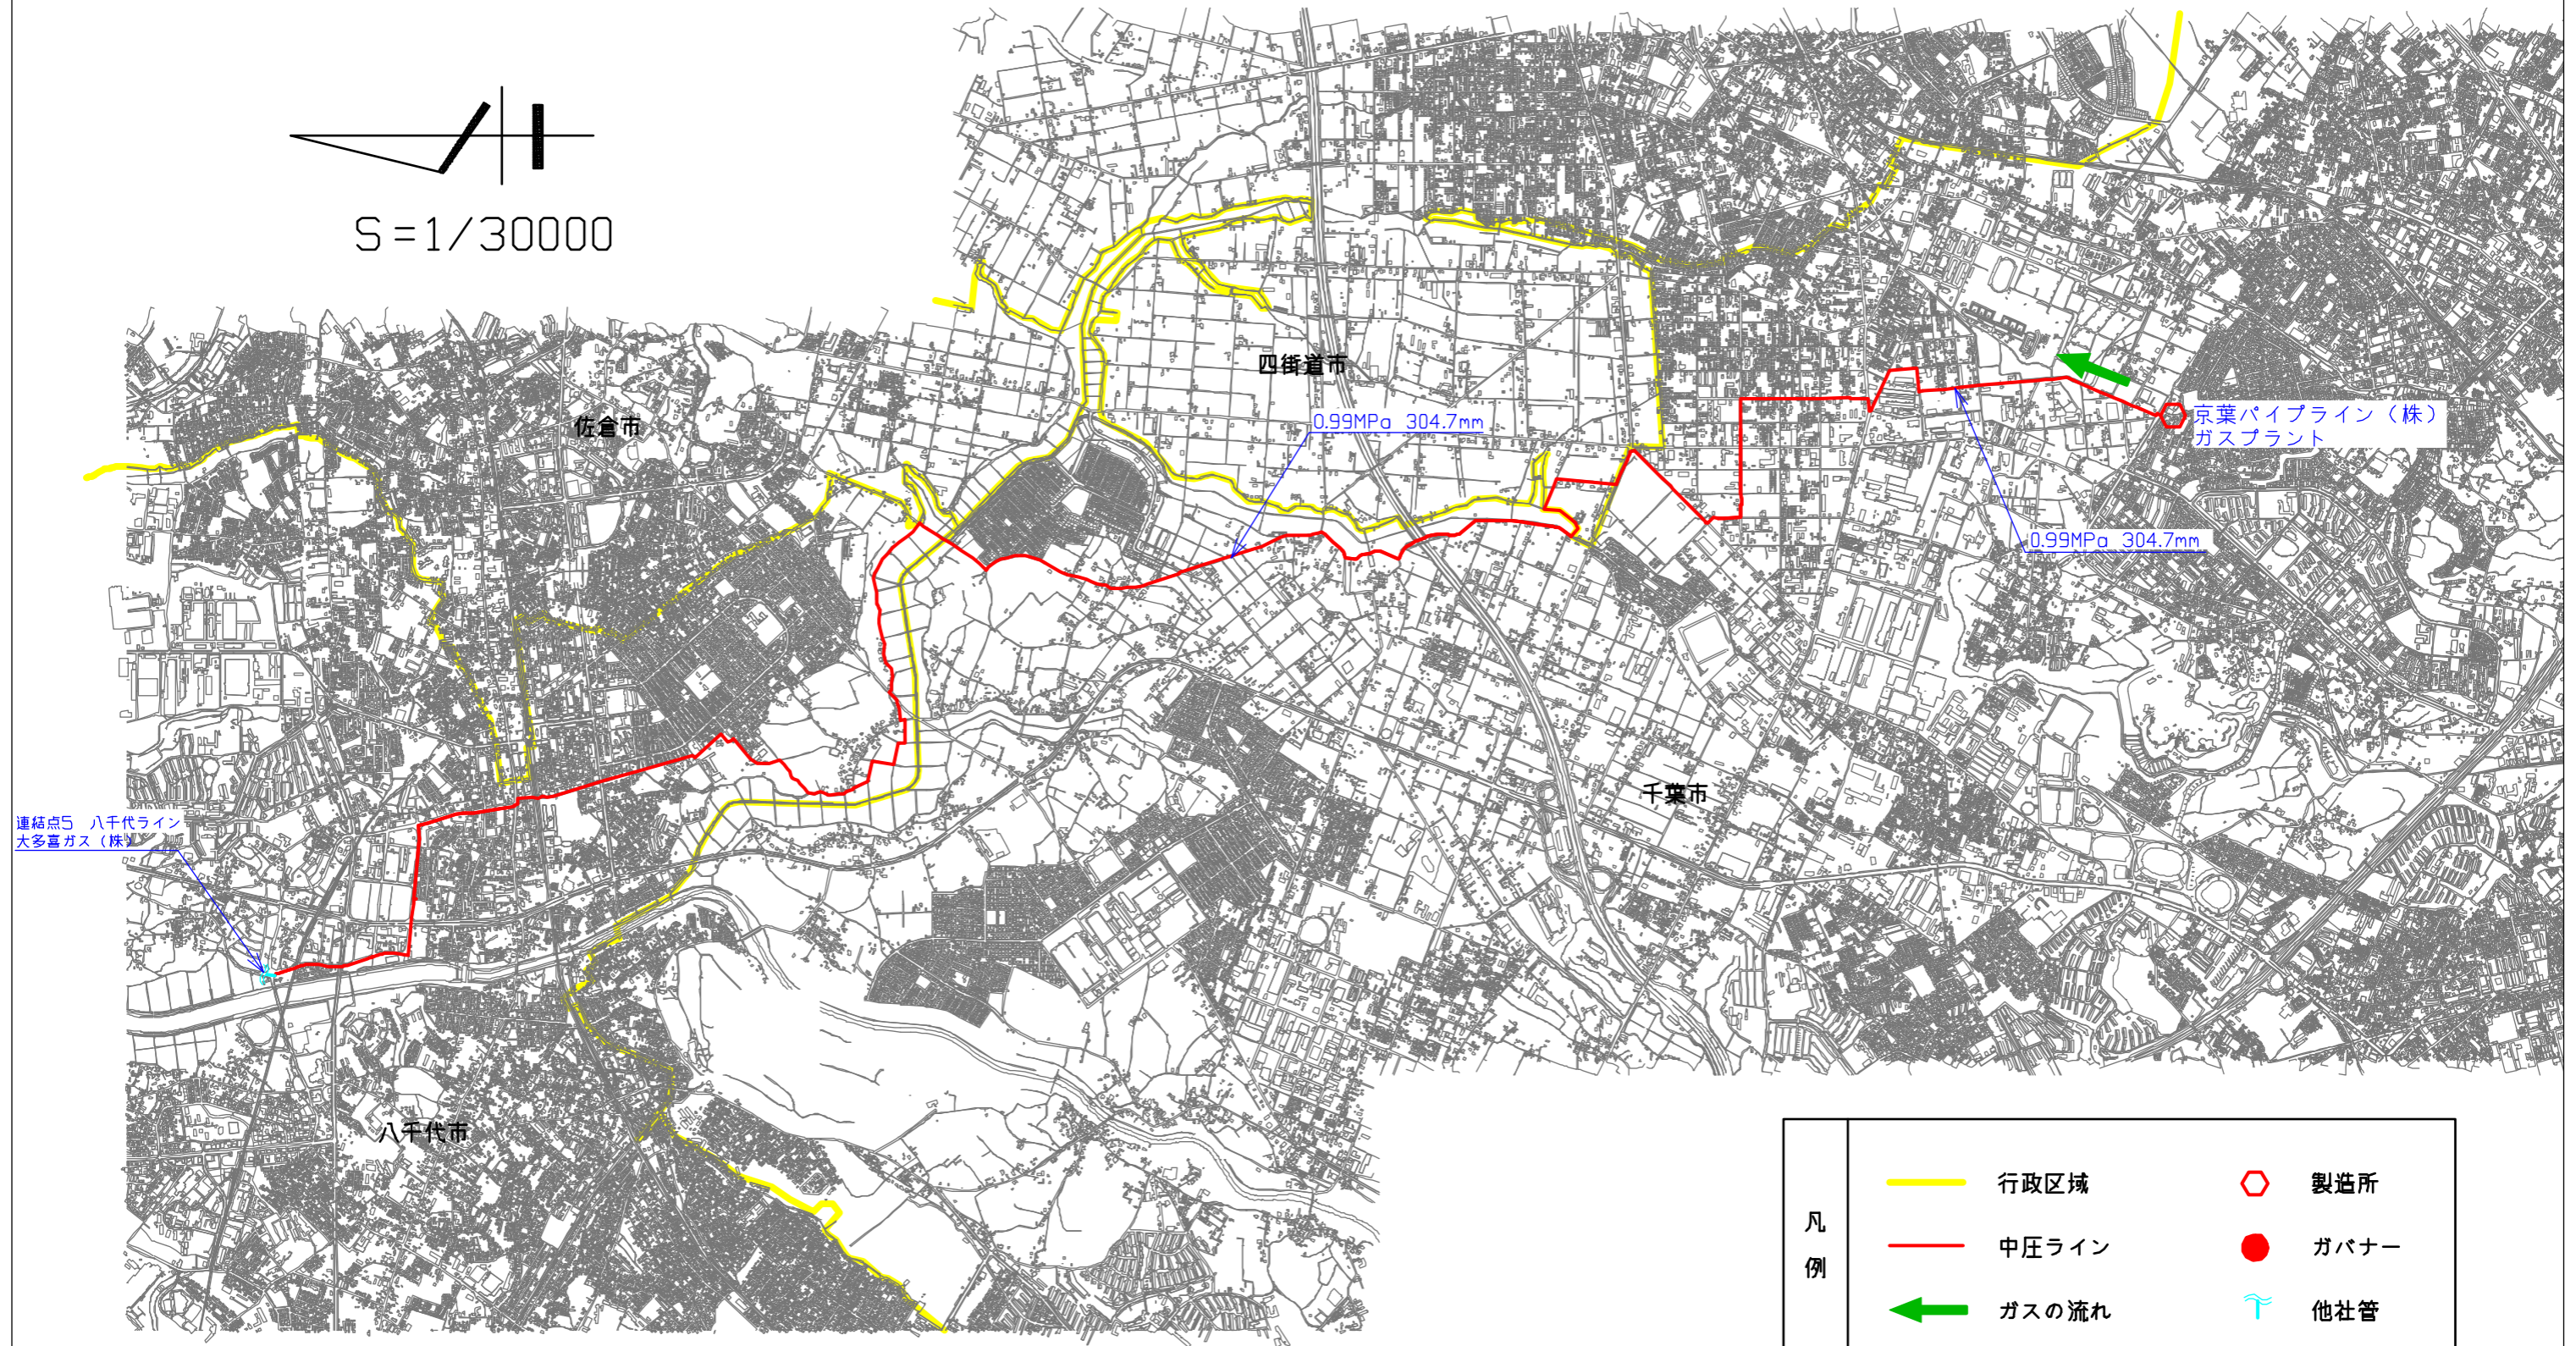 S=1/30000
四街道市
佐倉市
0.99MPa 304.7mm
京葉パイプライン（株）
ガスプラント
0.99MPa 304.7mm
千葉市
連結点5 八千代ライン
大多喜ガス（株）
八千代市
凡例
行政区域
製造所
中圧ライン
ガバナー
ガスの流れ
他社管